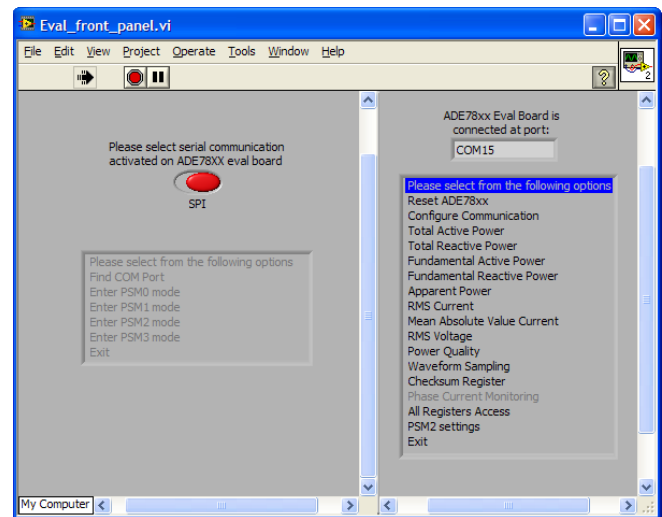 Eval_front_panel.vi
File Edit View Project Operate Tools Window Help
2
Please select serial communication
activated on ADE78XX eval board
SPI
Please select from the following options
Find COM Port
Enter PSM0 mode
Enter PSM1 mode
Enter PSM2 mode
Enter PSM3 mode
Exit
ADE78xx Eval Board is
connected at port:
COM15
Please select from the following options
Reset ADE78xx
Configure Communication
Total Active Power
Total Reactive Power
Fundamental Active Power
Fundamental Reactive Power
Apparent Power
RMS Current
Mean Absolute Value Current
RMS Voltage
Power Quality
Waveform Sampling
Checksum Register
Phase Current Monitoring
All Registers Access
PSM2 settings
Exit
My Computer